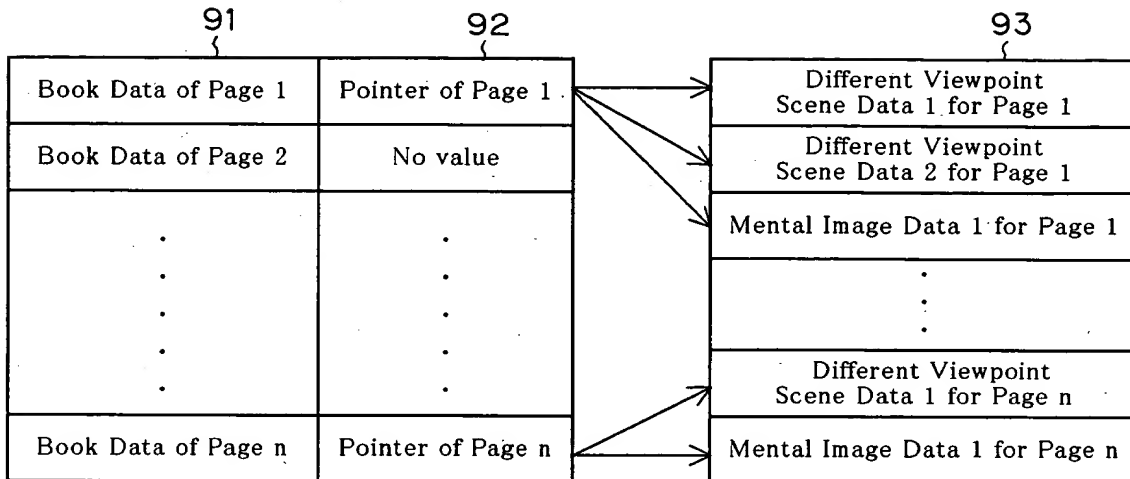 91
92
93
Book Data of Page 1
Pointer of Page 1
Different Viewpoint
Scene Data 1 for Page 1
Book Data of Page 2
No value
Different Viewpoint
Scene Data 2 for Page 1
Mental Image Data 1 for Page 1
Different Viewpoint
Scene Data 1 for Page n
Book Data of Page n
Pointer of Page n
Mental Image Data 1 for Page n